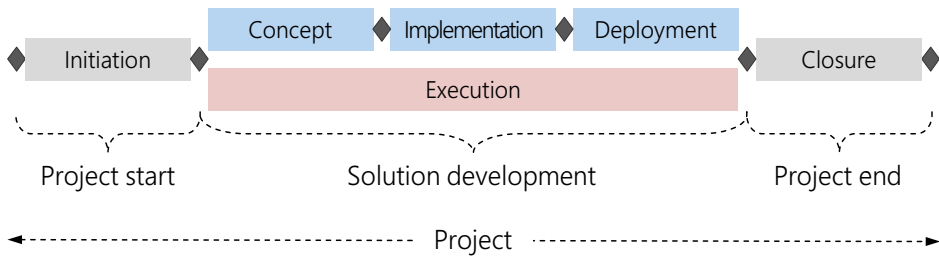 Concept Implementation Deployment
Initiation Closure
Execution
Project start Solution development Project end
Project